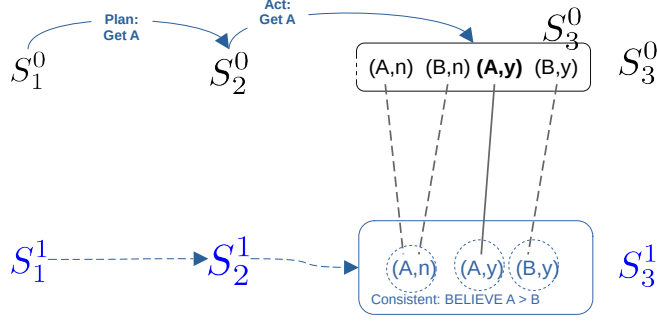 Plan:
Get A
Act:
Get A
S_3^0
S_1^0
S_2^0
(A,n) (B,n) (A,y) (B,y)
S_3^0
S_1^1
S_2^1
(A,n) (A,y) (B,y)
S_3^1
Consistent: BELIEVE A > B